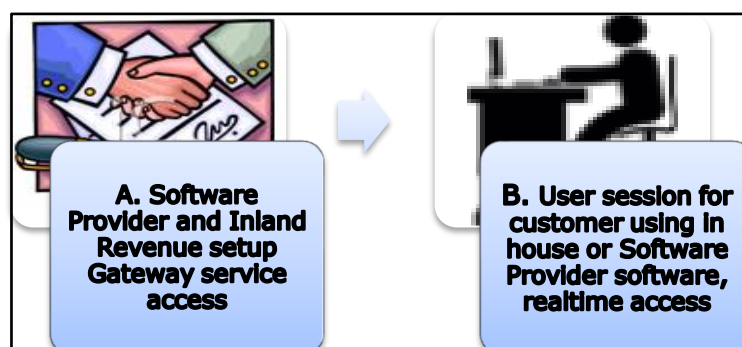 A. Software
Provider and Inland
Revenue setup
Gateway service
access
B. User session for
customer using in
house or Software
Provider software,
realtime access